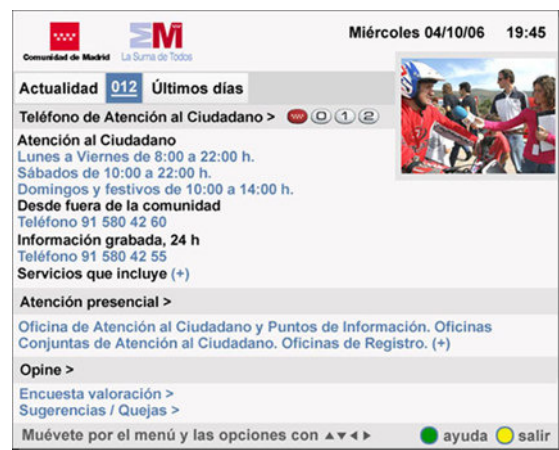 Miércoles 04/10/06 19:45
Comunidad de Madrid La Suma de Todos
Actualidad 012 Últimos días
Teléfono de Atención al Ciudadano > 0 1 2
Atención al Ciudadano
Lunes a Viernes de 8:00 a 22:00 h.
Sábados de 10:00 a 22:00 h.
Domingos y festivos de 10:00 a 14:00 h.
Desde fuera de la comunidad
Teléfono 91 580 42 60
Información grabada, 24 h
Teléfono 91 580 42 55
Servicios que incluye (+)
Atención presencial >
Oficina de Atención al Ciudadano y Puntos de Información. Oficinas
Conjuntas de Atención al Ciudadano. Oficinas de Registro. (+)
Opine >
Encuesta valoración >
Sugerencias / Quejas >
Muévete por el menú y las opciones con ▲▼◄► ayuda salir